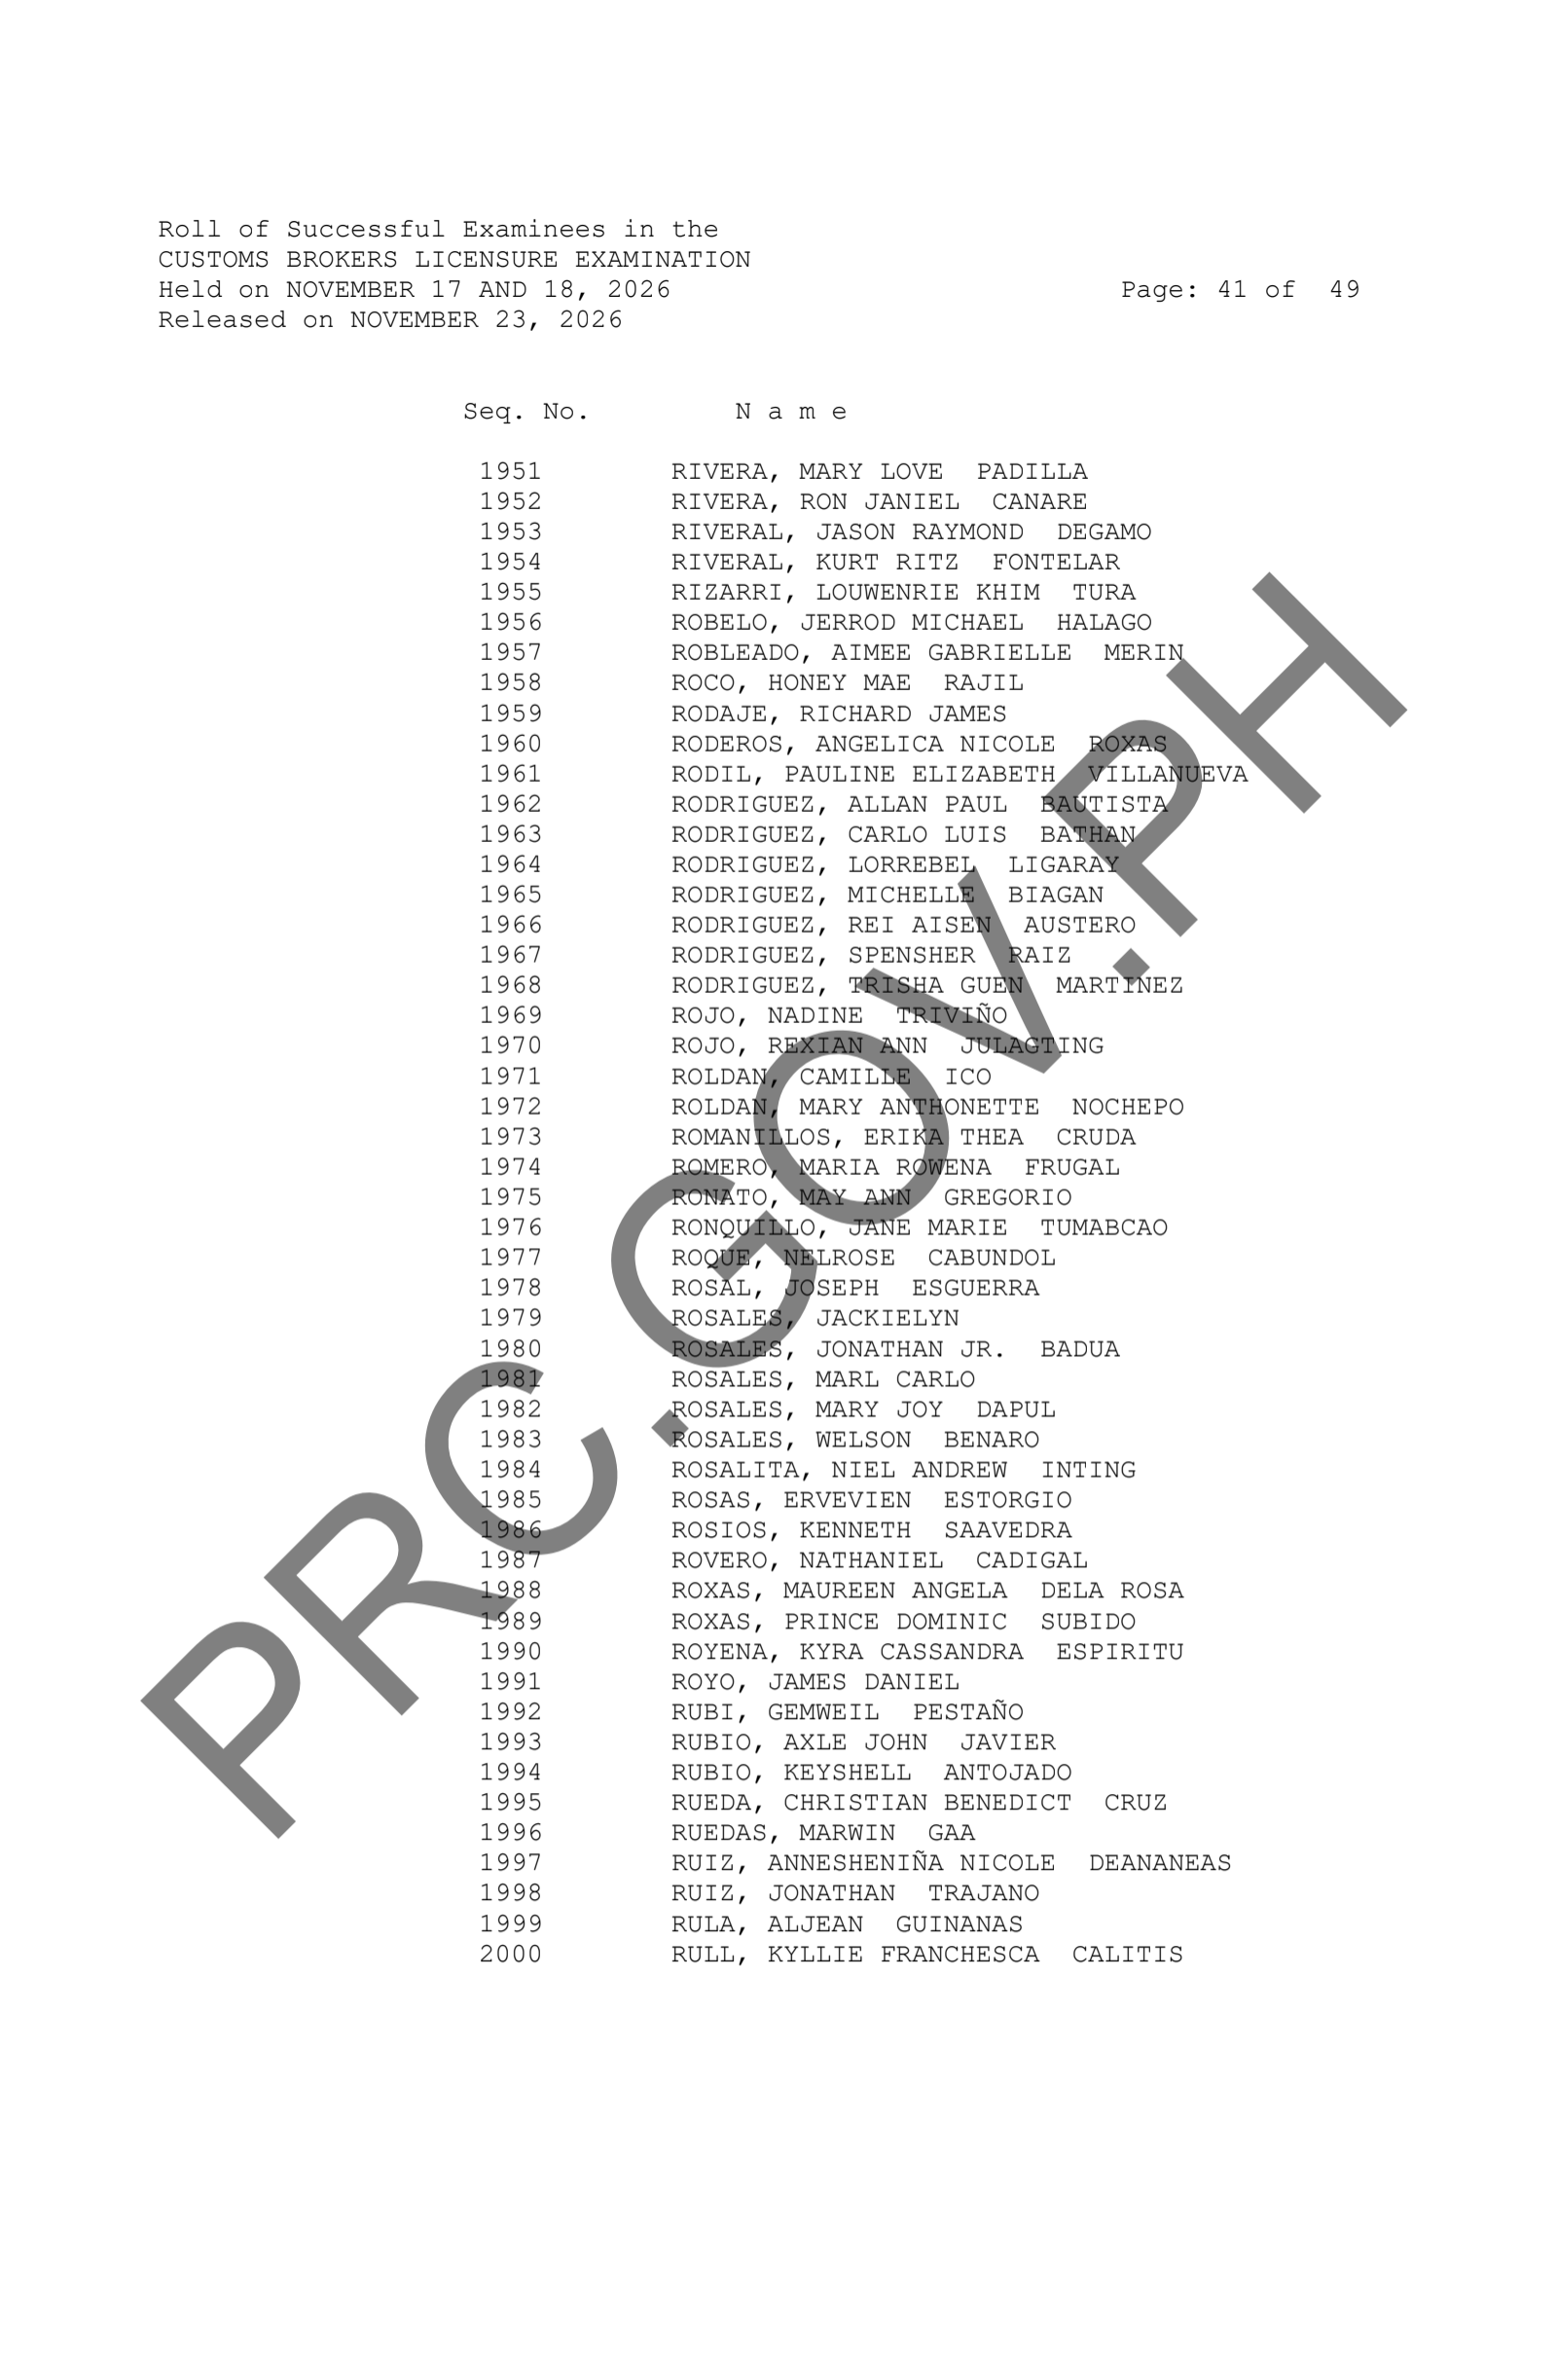 Roll of Successful Examinees in the
CUSTOMS BROKERS LICENSURE EXAMINATION
Held on NOVEMBER 17 AND 18, 2026 Page: 41 of 49
Released on NOVEMBER 23, 2026
Seq. No. N a m e
1951 RIVERA, MARY LOVE PADILLA
1952 RIVERA, RON JANIEL CANARE
1953 RIVERAL, JASON RAYMOND DEGAMO
1954 RIVERAL, KURT RITZ FONTELAR
1955 RIZARRI, LOUWENRIE KHIM TURA
1956 ROBELO, JERROD MICHAEL HALAGO
1957 ROBLEADO, AIMEE GABRIELLE MERIN
1958 ROCO, HONEY MAE RAJIL
1959 RODAJE, RICHARD JAMES
1960 RODEROS, ANGELICA NICOLE ROXAS
1961 RODIL, PAULINE ELIZABETH VILLANUEVA
1962 RODRIGUEZ, ALLAN PAUL BAUTISTA
1963 RODRIGUEZ, CARLO LUIS BATHAN
1964 RODRIGUEZ, LORREBEL LIGARAY
1965 RODRIGUEZ, MICHELLE BIAGAN
1966 RODRIGUEZ, REI AISEN AUSTERO
1967 RODRIGUEZ, SPENSHER RAIZ
1968 RODRIGUEZ, TRISHA GUEN MARTINEZ
1969 ROJO, NADINE TRIVIÑO
1970 ROJO, REXIAN ANN JULAGTING
1971 ROLDAN, CAMILLE ICO
1972 ROLDAN, MARY ANTHONETTE NOCHEPO
1973 ROMANILLOS, ERIKA THEA CRUDA
1974 ROMERO, MARIA ROWENA FRUGAL
1975 RONATO, MAY ANN GREGORIO
1976 RONQUILLO, JANE MARIE TUMABCAO
1977 ROQUE, NELROSE CABUNDOL
1978 ROSAL, JOSEPH ESGUERRA
1979 ROSALES, JACKIELYN
1980 ROSALES, JONATHAN JR. BADUA
1981 ROSALES, MARL CARLO
1982 ROSALES, MARY JOY DAPUL
1983 ROSALES, WELSON BENARO
1984 ROSALITA, NIEL ANDREW INTING
1985 ROSAS, ERVEVIEN ESTORGIO
1986 ROSIOS, KENNETH SAAVEDRA
1987 ROVERO, NATHANIEL CADIGAL
1988 ROXAS, MAUREEN ANGELA DELA ROSA
1989 ROXAS, PRINCE DOMINIC SUBIDO
1990 ROYENA, KYRA CASSANDRA ESPIRITU
1991 ROYO, JAMES DANIEL
1992 RUBI, GEMWEIL PESTAÑO
1993 RUBIO, AXLE JOHN JAVIER
1994 RUBIO, KEYSHELL ANTOJADO
1995 RUEDA, CHRISTIAN BENEDICT CRUZ
1996 RUEDAS, MARWIN GAA
1997 RUIZ, ANNESHENIÑA NICOLE DEANANEAS
1998 RUIZ, JONATHAN TRAJANO
1999 RULA, ALJEAN GUINANAS
2000 RULL, KYLLIE FRANCHESCA CALITIS
PRC.GOV.PH